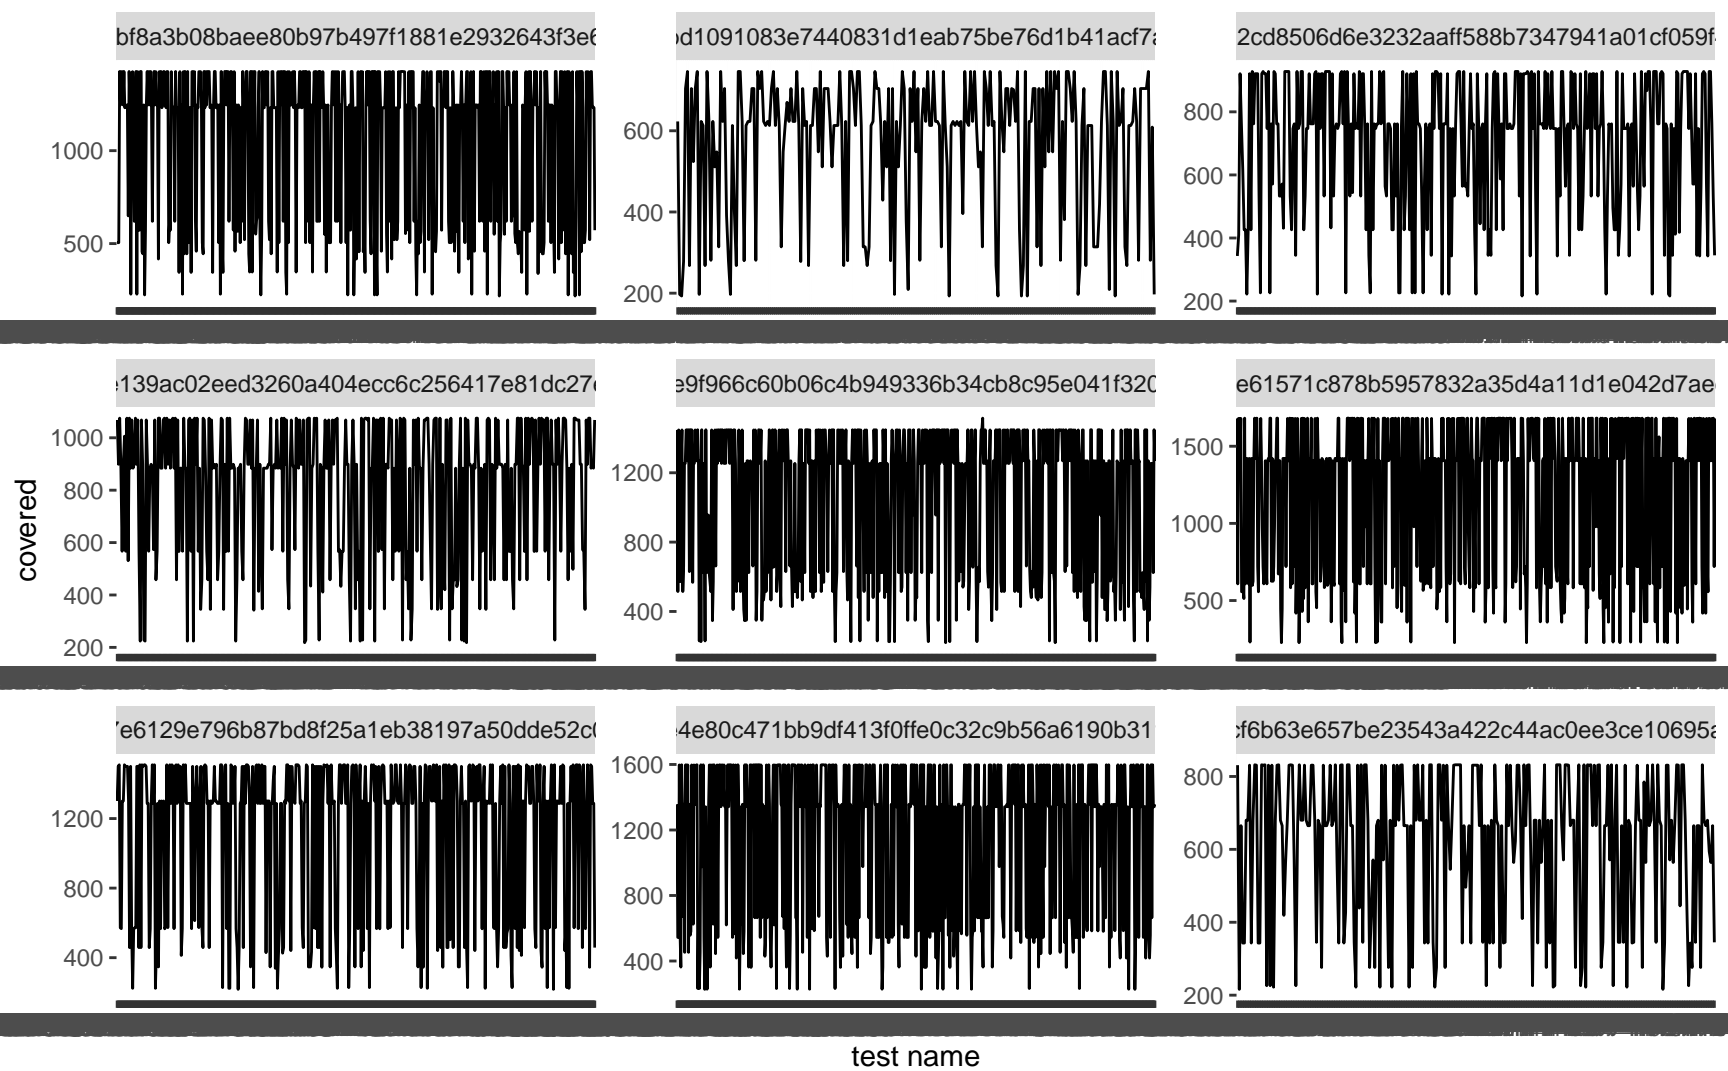 bf8a3b08baee80b97b497f1881e2932643f3e6
d1091083e7440831d1eab75be76d1b41acf7a
2cd8506d6e3232aaff588b7347941a01cf059f
1000
500
600
400
200
800
600
400
200
139ac02eed3260a404ecc6c256417e81dc27
e9f966c60b06c4b949336b34cb8c95e041f320
e61571c878b5957832a35d4a11d1e042d7ae
covered
1000
800
600
400
200
1200
800
400
1500
1000
500
e6129e796b87bd8f25a1eb38197a50dde52c0
4e80c471bb9df413f0ffe0c32c9b56a6190b31
cf6b63e657be23543a422c44ac0ee3ce10695a
1200
800
400
1600
1200
800
400
800
600
400
200
test name